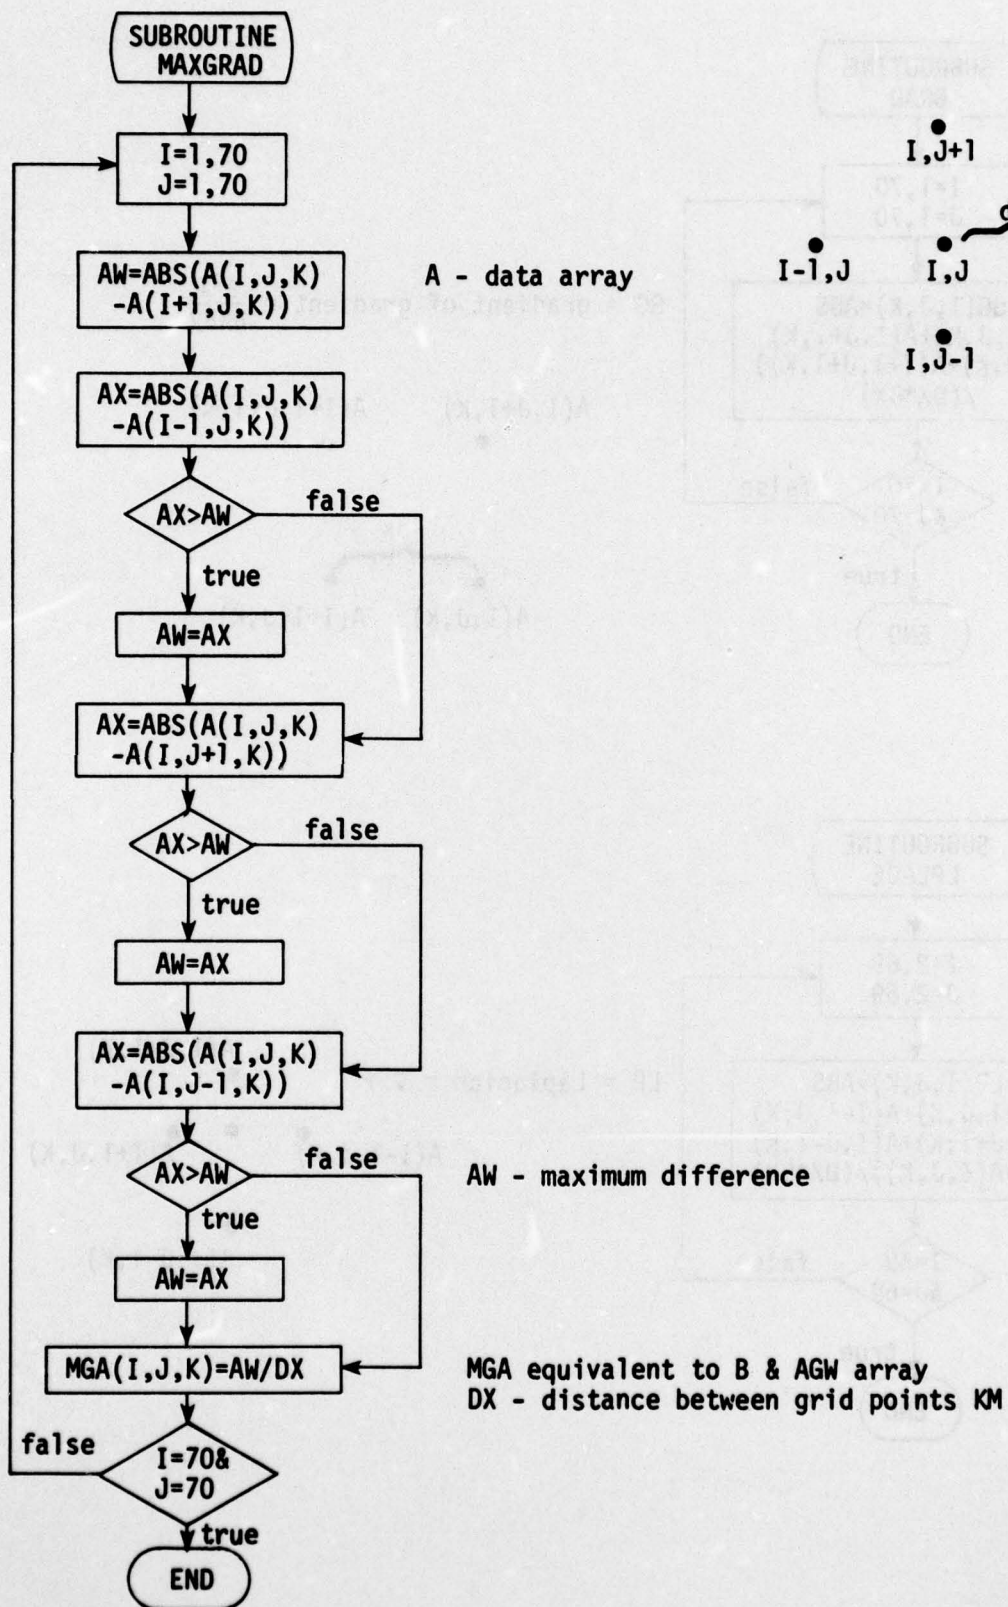 SUBROUTINE
MAXGRAD
I=1,70
J=1,70
AW=ABS(A(I,J,K)
-A(I+1,J,K))
A - data array
I,J+1
I-1,J
I,J
I,J-1
AX=ABS(A(I,J,K)
-A(I-1,J,K))
AX>AW
false
true
AW=AX
AX=ABS(A(I,J,K)
-A(I,J+1,K))
AX>AW
false
true
AW=AX
AX=ABS(A(I,J,K)
-A(I,J-1,K))
AX>AW
false
AW - maximum difference
true
AW=AX
MGA(I,J,K)=AW/DX
MGA equivalent to B & AGW array
DX - distance between grid points KM
false
I=70&
J=70
true
END